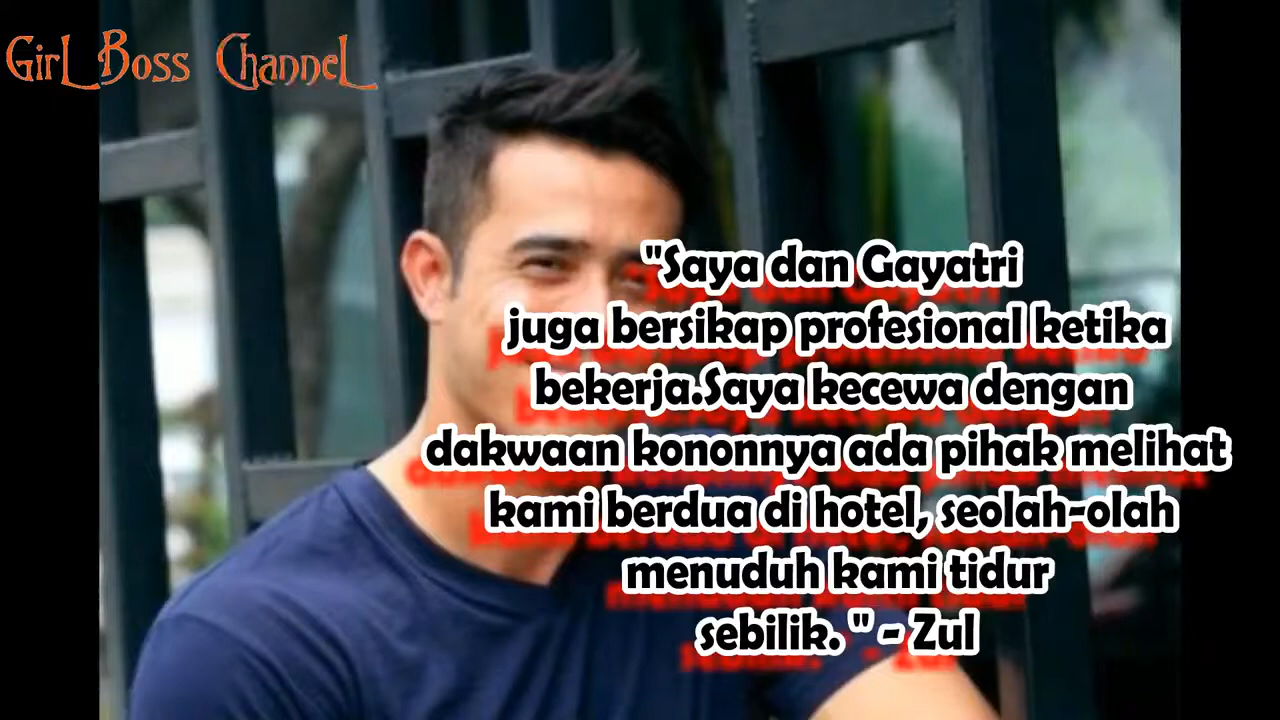 Girl Boss Channel
"Saya dan Gayatri
juga bersikap profesional ketika
bekerja.Saya kecewa dengan
dakwaan kononnya ada pihak melihat
kami berdua di hotel, seolah-olah
menuduh kami tidur
sebilik. " - Zul